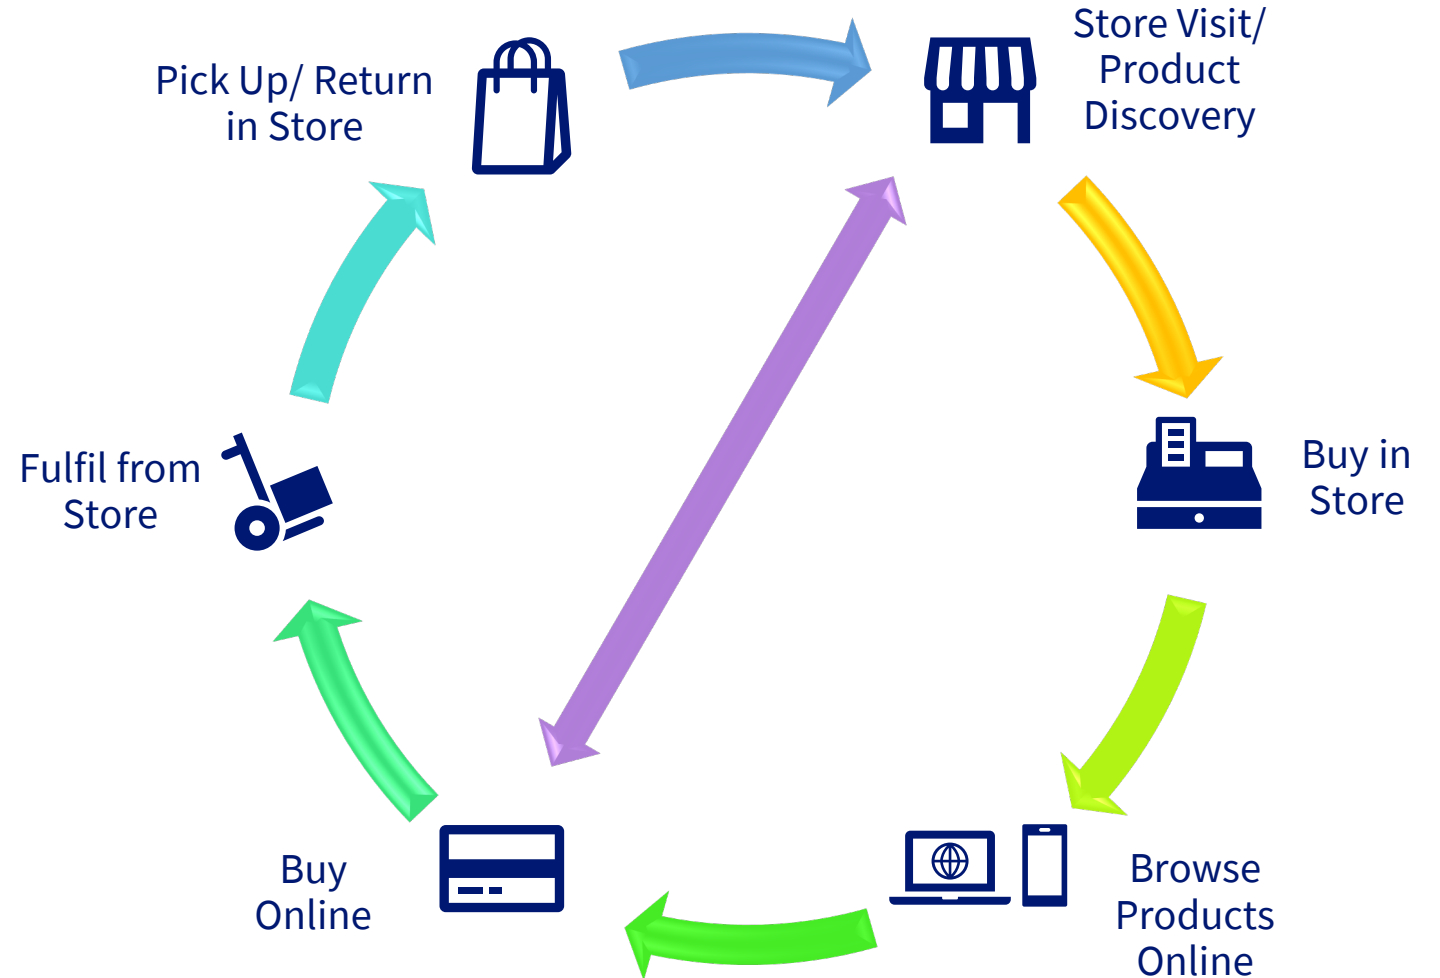 Store Visit/
Product
Discovery
Pick Up/ Return
in Store
Buy in
Store
Fulfil from
Store
Browse
Products
Online
Buy
Online